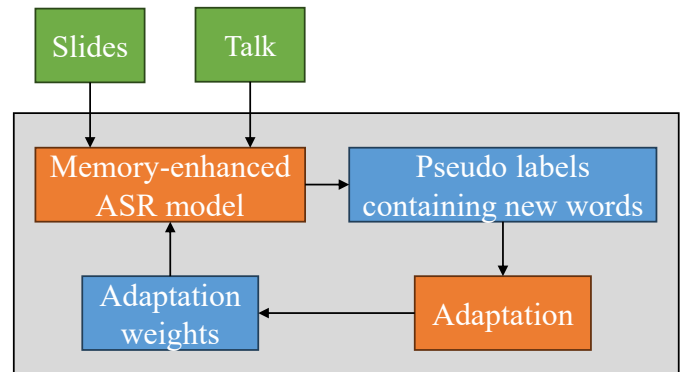 Slides
Talk
Memory-enhanced
ASR model
Pseudo labels
containing new words
Adaptation
weights
Adaptation